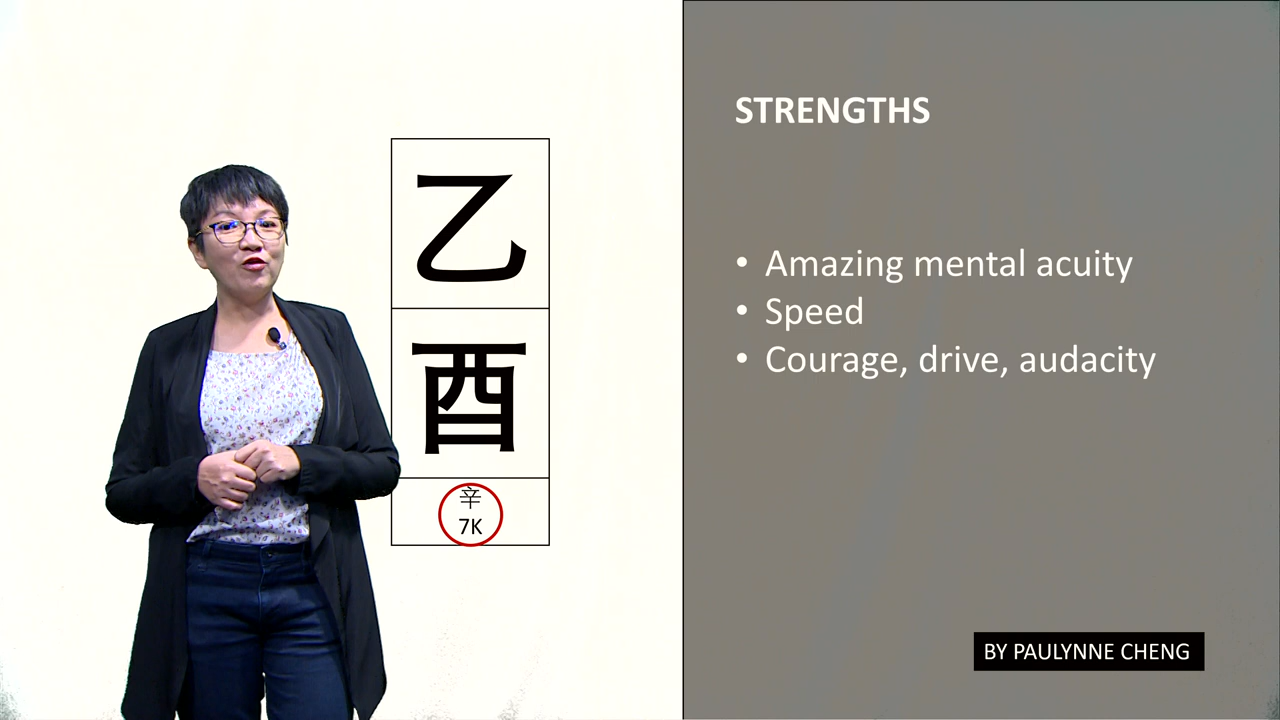 乙
酉
辛
7K
STRENGTHS
• Amazing mental acuity
• Speed
• Courage, drive, audacity
BY PAULYNNE CHENG